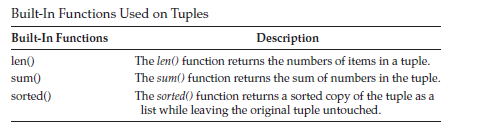 Built-In Functions Used on Tuples
Built-In Functions Description
len() The len() function returns the numbers of items in a tuple.
sum() The sum() function returns the sum of numbers in the tuple.
sorted() The sorted() function returns a sorted copy of the tuple as a
list while leaving the original tuple untouched.